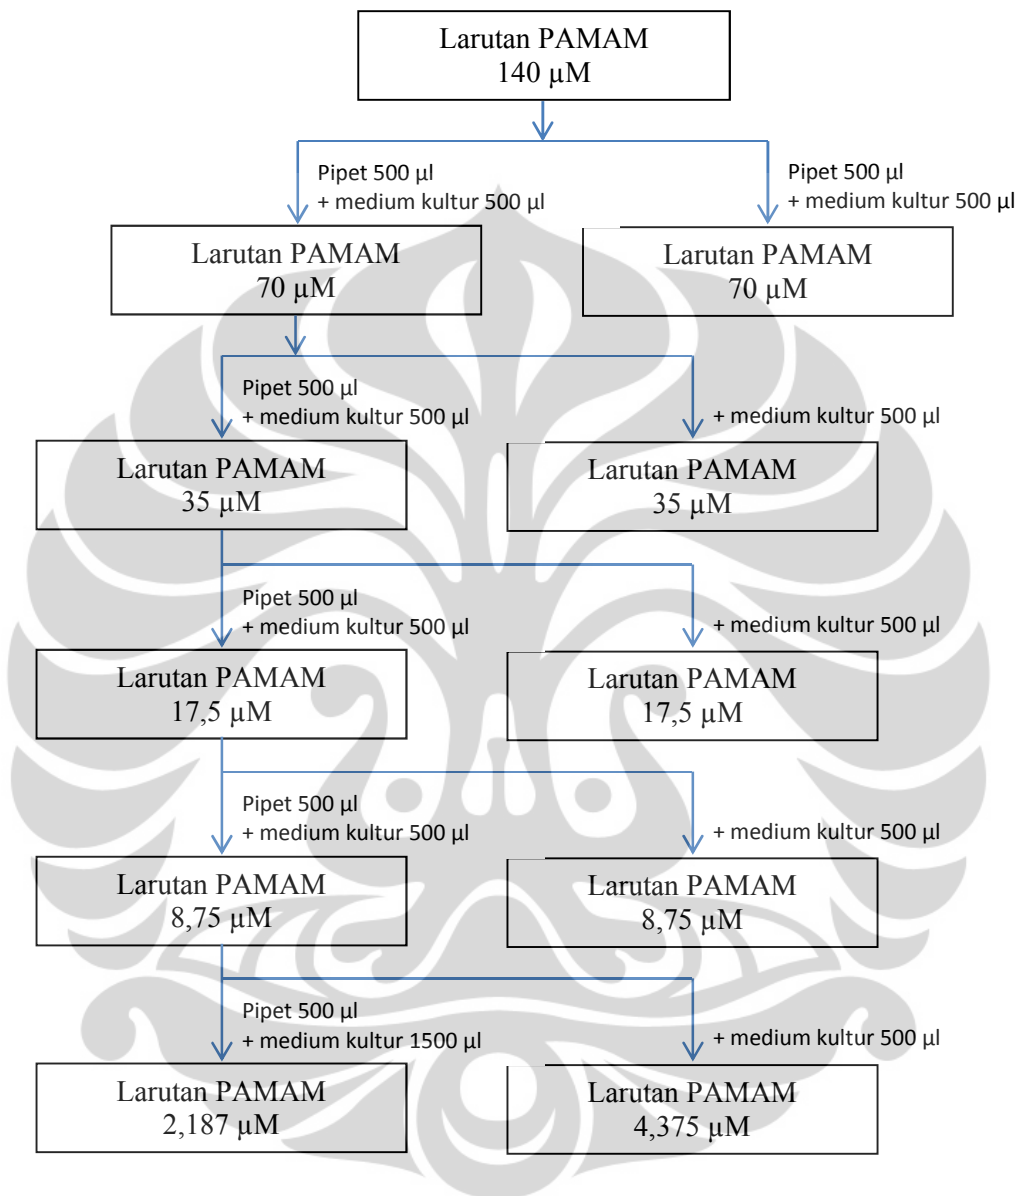 Larutan PAMAM
140 µM
Pipet 500 µl
+ medium kultur 500 µl
Pipet 500 µl
+ medium kultur 500 µl
Larutan PAMAM
70 µM
Larutan PAMAM
70 µM
Pipet 500 µl
+ medium kultur 500 µl
+ medium kultur 500 µl
Larutan PAMAM
35 µM
Larutan PAMAM
35 µM
Pipet 500 µl
+ medium kultur 500 µl
+ medium kultur 500 µl
Larutan PAMAM
17,5 µM
Larutan PAMAM
17,5 µM
Pipet 500 µl
+ medium kultur 500 µl
+ medium kultur 500 µl
Larutan PAMAM
8,75 µM
Larutan PAMAM
8,75 µM
Pipet 500 µl
+ medium kultur 1500 µl
+ medium kultur 500 µl
Larutan PAMAM
2,187 µM
Larutan PAMAM
4,375 µM